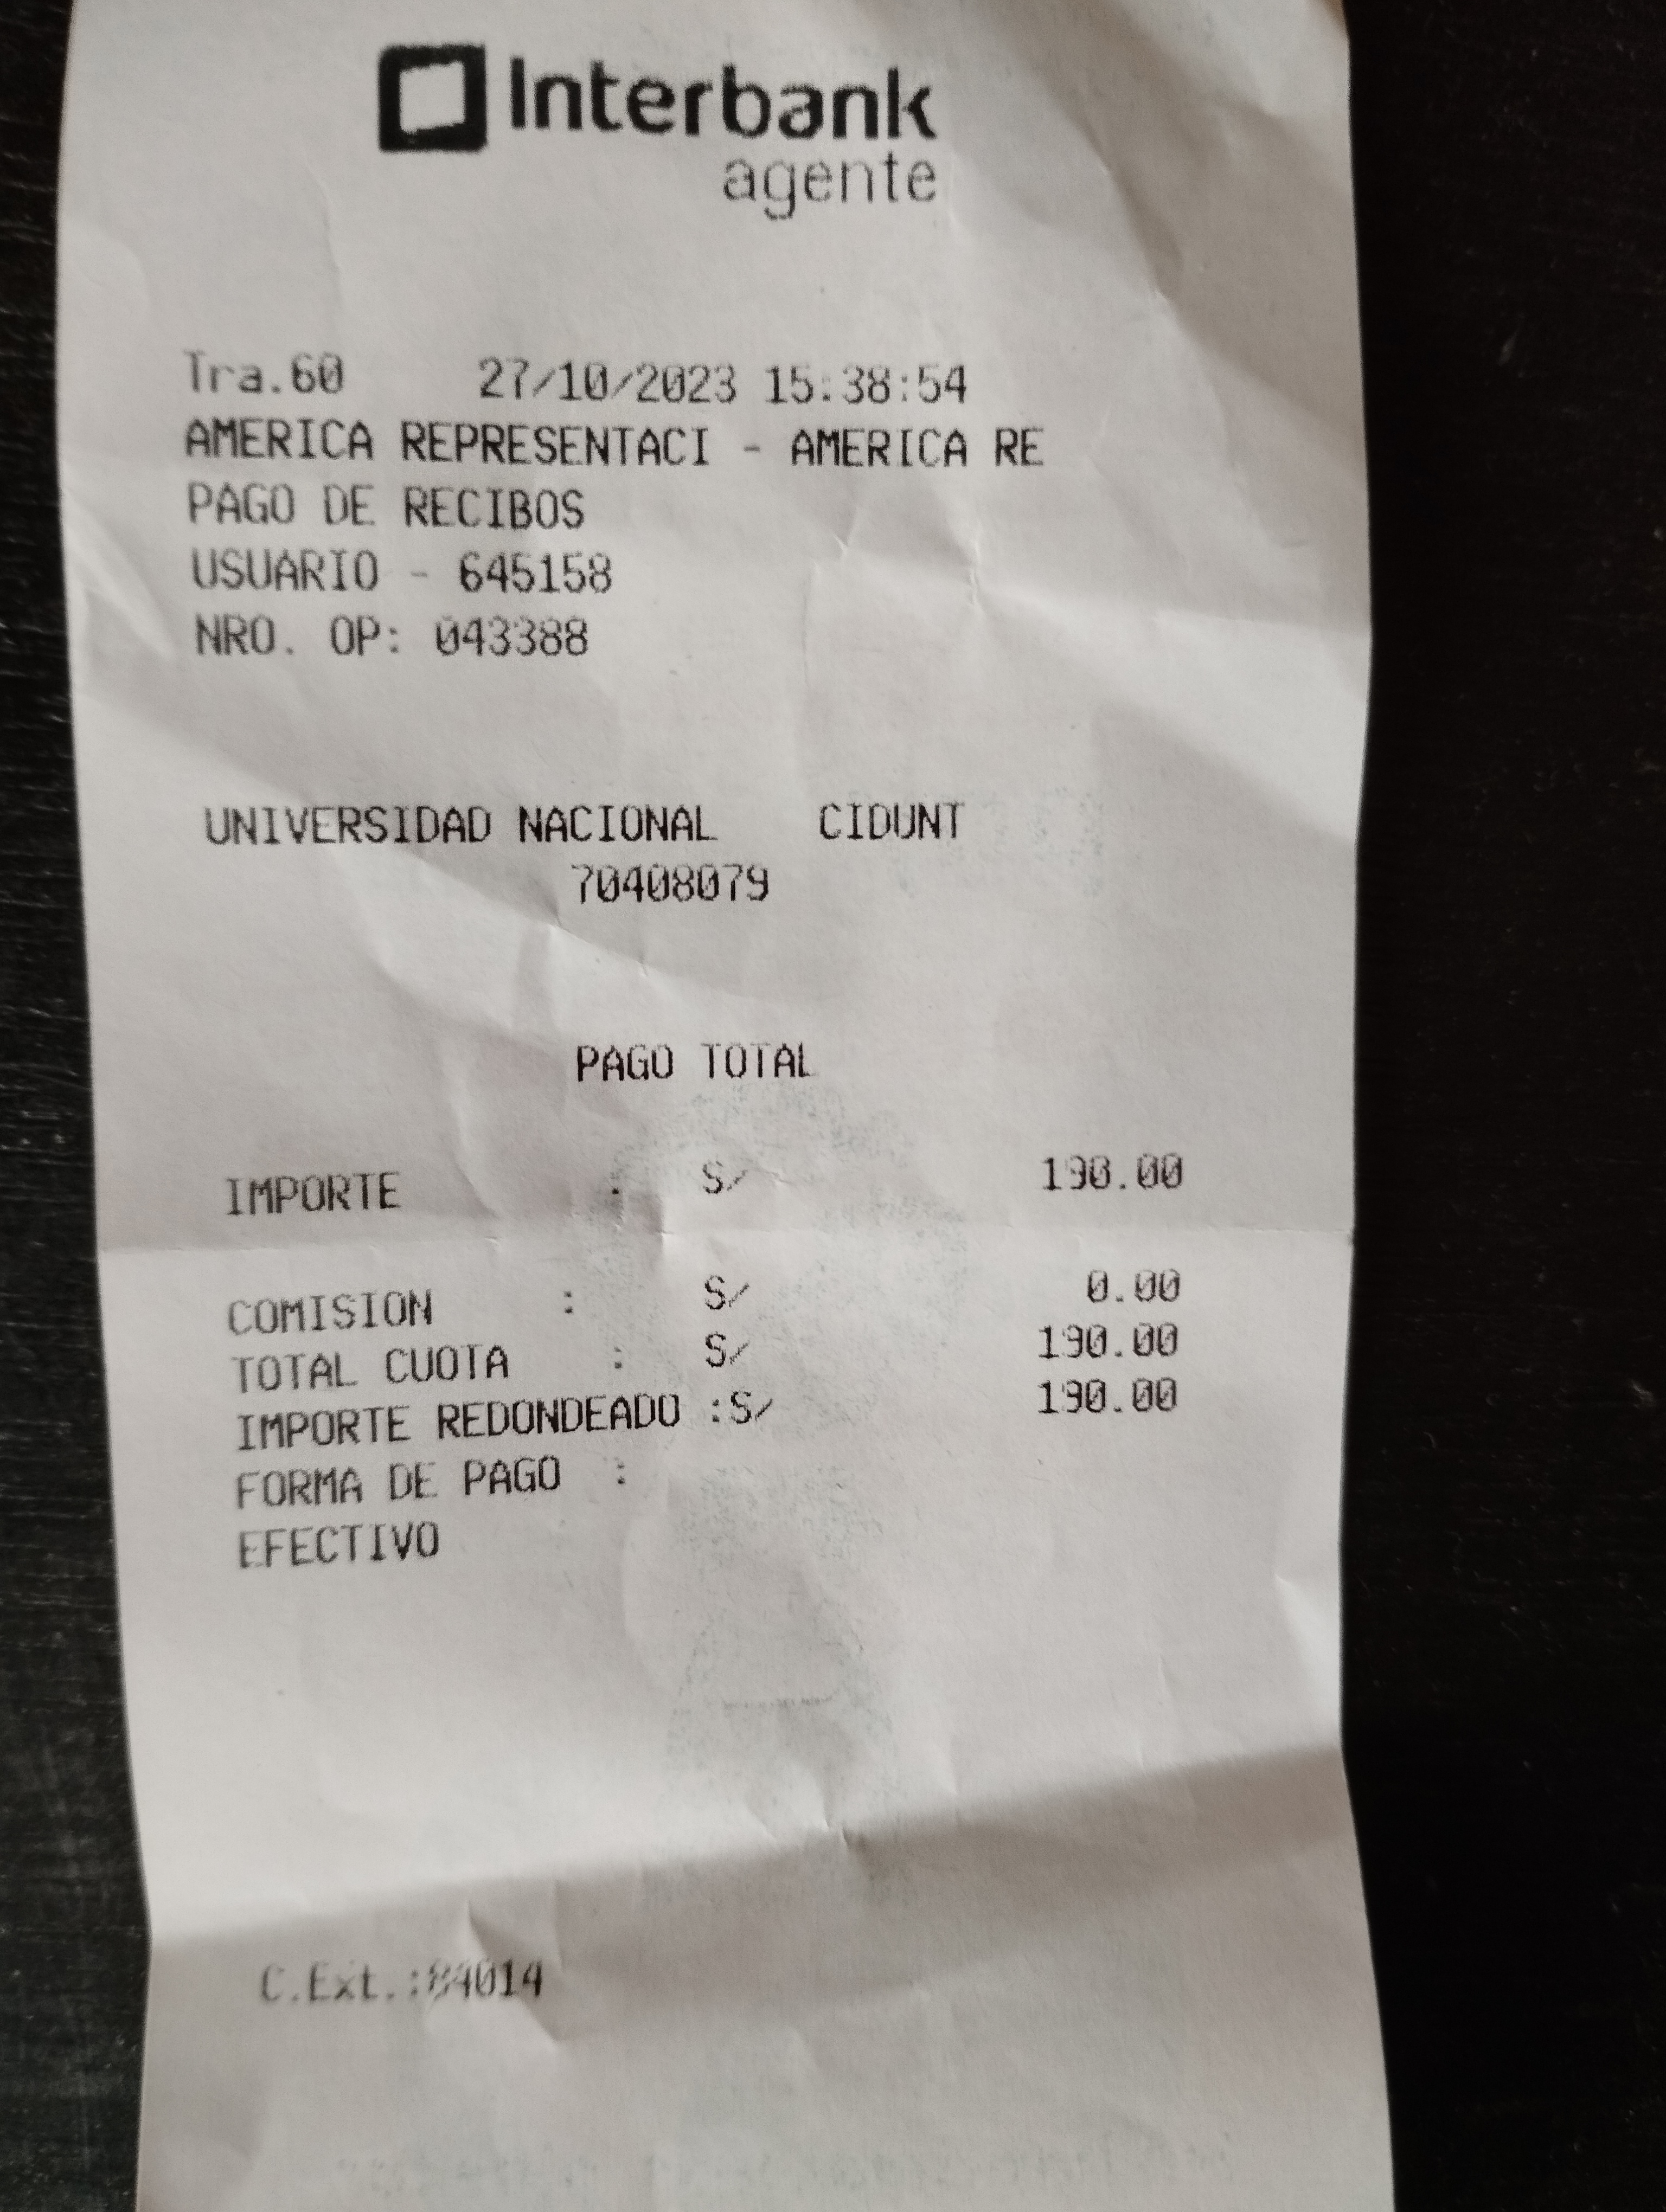 Interbank
agente
Tra.60 27/10/2023 15:38:54
AMERICA REPRESENTACI - AMERICA RE
PAGO DE RECIBOS
USUARIO - 645158
NRO. OP: 043388
UNIVERSIDAD NACIONAL CIDUNT
70408079
PAGO TOTAL
IMPORTE : S/ 190.00
COMISION : S/ 0.00
TOTAL CUOTA : S/ 190.00
IMPORTE REDONDEADO :S/ 190.00
FORMA DE PAGO :
EFECTIVO
C.Ext.:84014